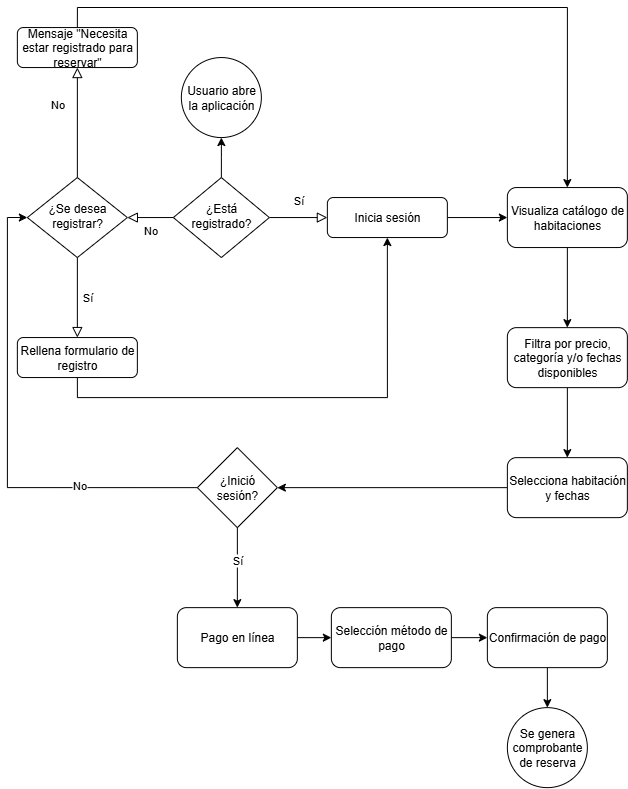 Mensaje "Necesita
estar registrado para
reservar"
Usuario abre
la aplicación
No
¿Se desea
registrar?
No
¿Está
registrado?
Sí
Inicia sesión
Visualiza catálogo de
habitaciones
Sí
Rellena formulario de
registro
Filtra por precio,
categoría y/o fechas
disponibles
¿Inició
sesión?
Selecciona habitación
y fechas
No
Sí
Pago en línea
Selección método de
pago
Confirmación de pago
Se genera
comprobante
de reserva